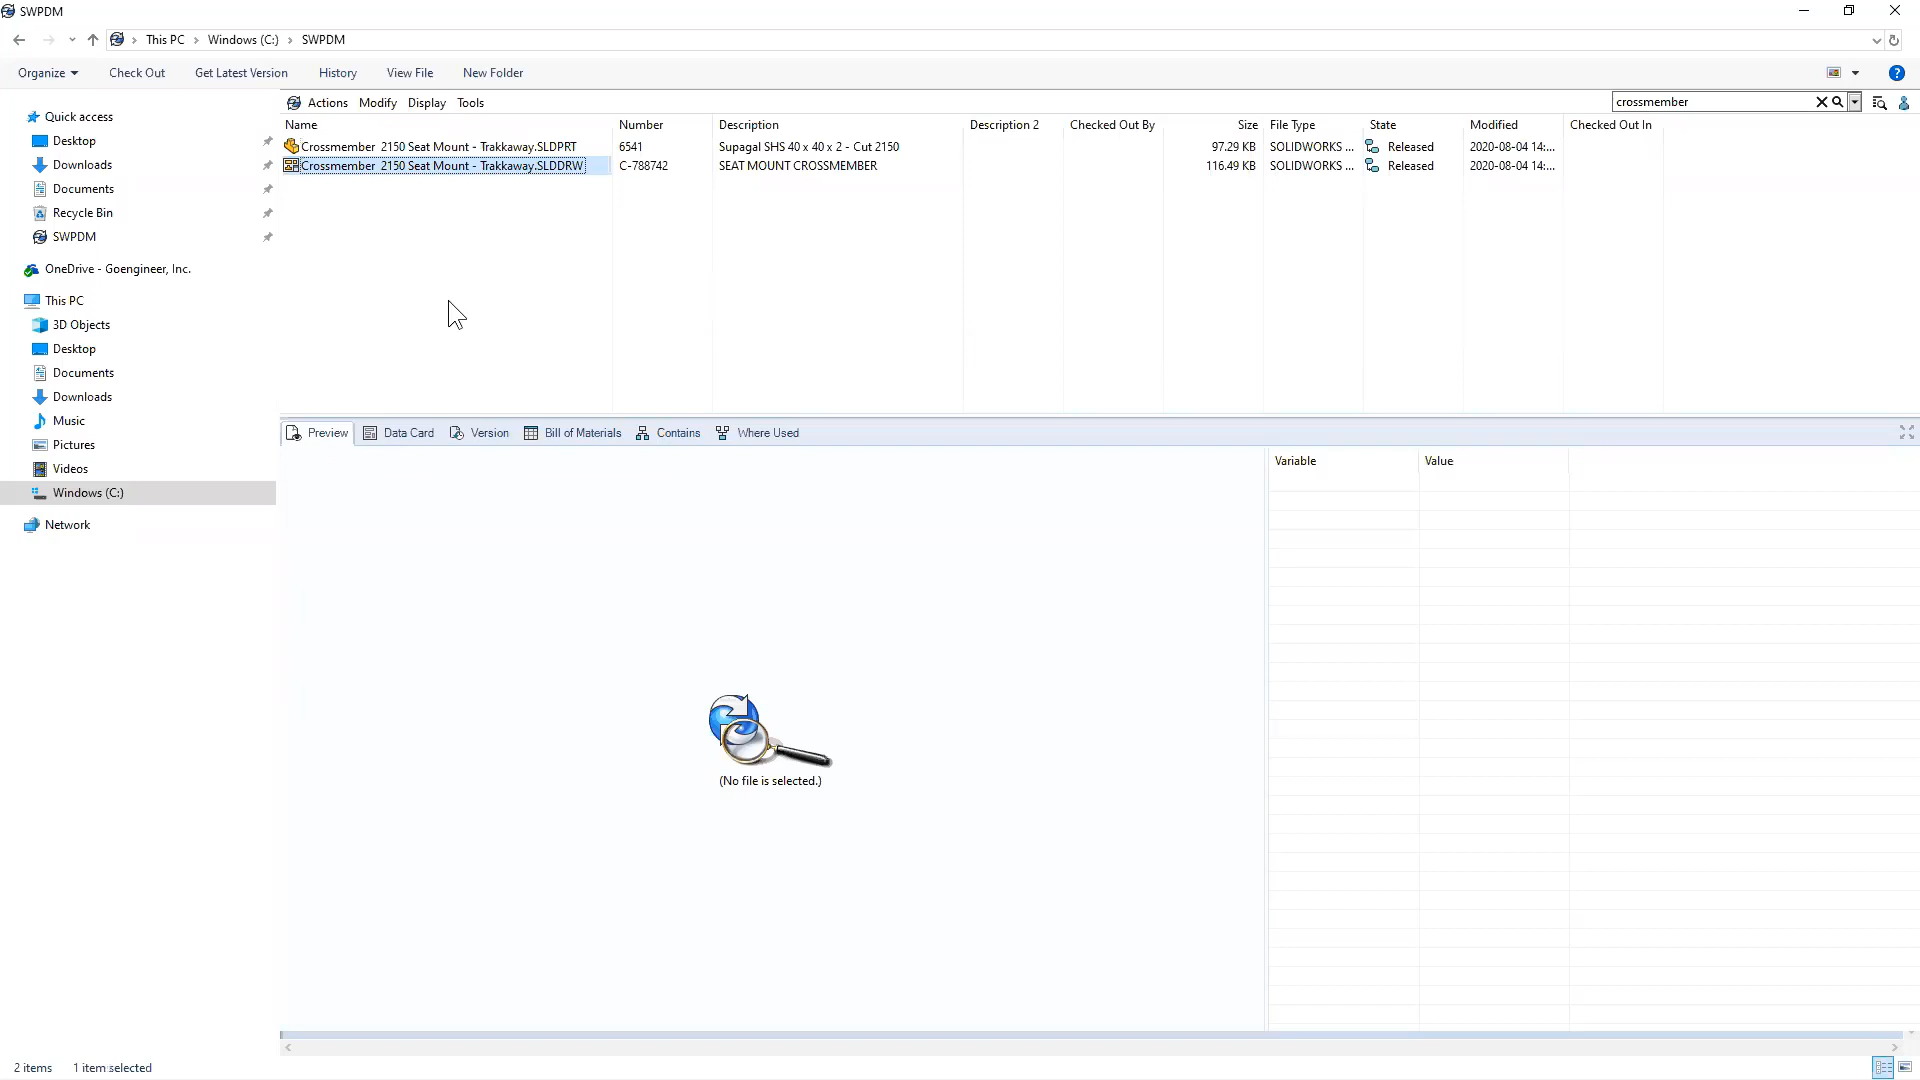 SWPDM
This PC > Windows (C:) > SWPDM
Organize Check Out Get Latest Version History View File New Folder
Quick access
Desktop
Downloads
Documents
Recycle Bin
SWPDM
OneDrive - Goengineer, Inc.
This PC
3D Objects
Desktop
Documents
Downloads
Music
Pictures
Videos
Windows (C:)
Network
Actions Modify Display Tools crossmember
Name Number Description Description 2 Checked Out By Size File Type State Modified Checked Out In
Crossmember 2150 Seat Mount - Trakkaway.SLDPRT 6541 Supagal SHS 40 x 40 x 2 - Cut 2150 97.29 KB SOLIDWORKS ... Released 2020-08-04 14:...
Crossmember 2150 Seat Mount - Trakkaway.SLDDRW C-788742 SEAT MOUNT CROSSMEMBER 116.49 KB SOLIDWORKS ... Released 2020-08-04 14:...
Preview Data Card Version Bill of Materials Contains Where Used
Variable Value
(No file is selected.)
2 items 1 item selected